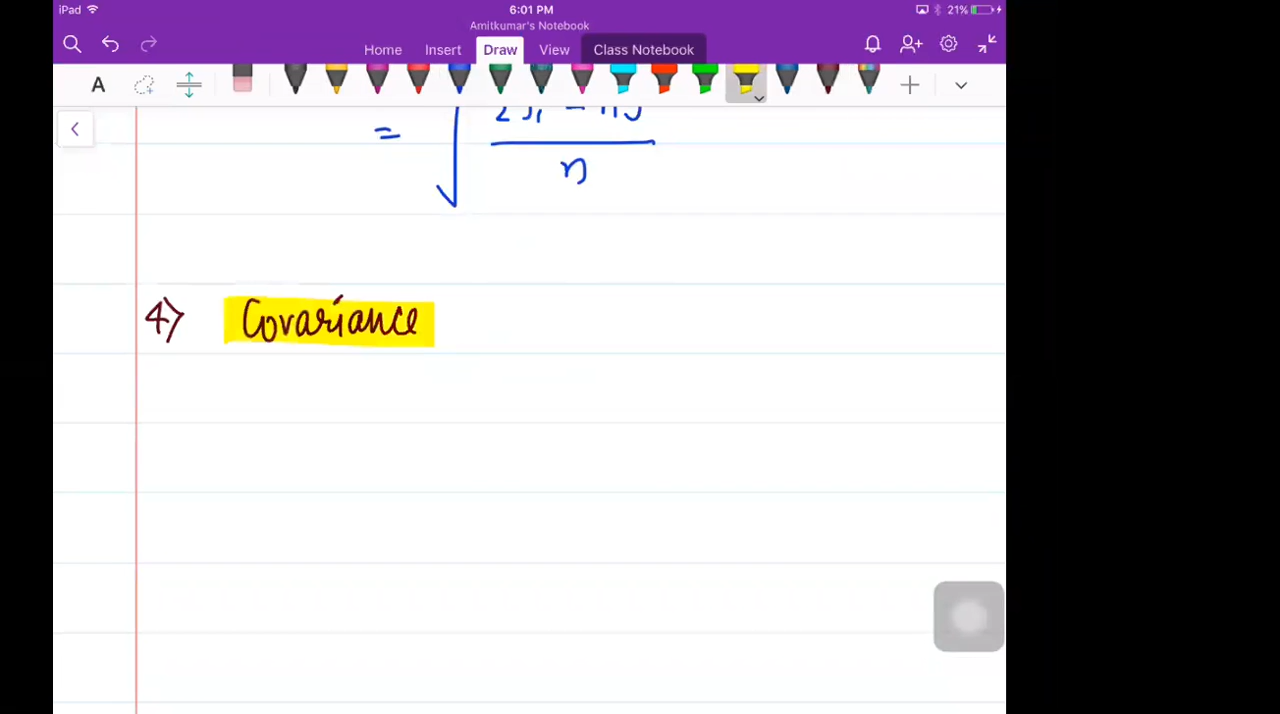 iPad 6:01 PM 21%
Amitkumar's Notebook
Home Insert Draw View Class Notebook
A
=
n
4) Covariance